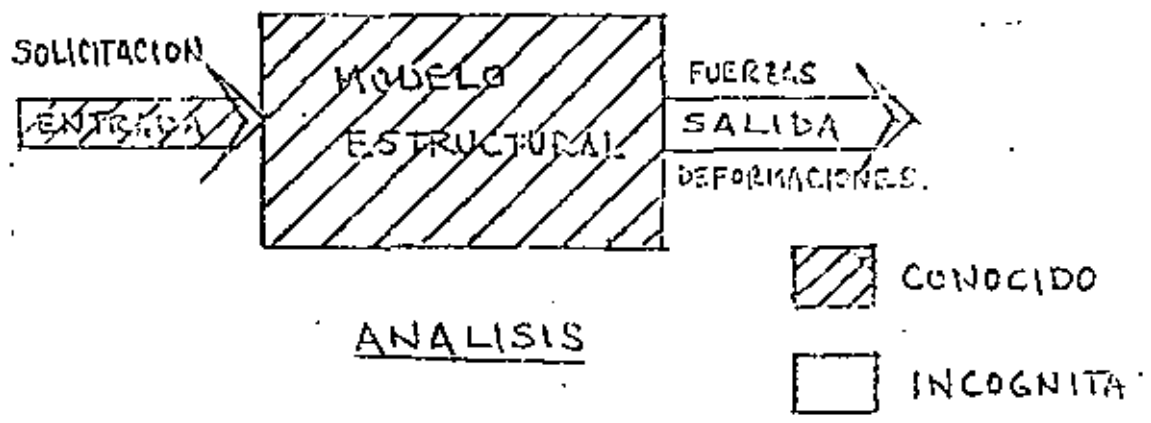 SOLICITACION
ENTRADA
MODELO
ESTRUCTURAL
FUERZAS
SALIDA
DEFORMACIONES.
CONOCIDO
ANALISIS
INCOGNITA